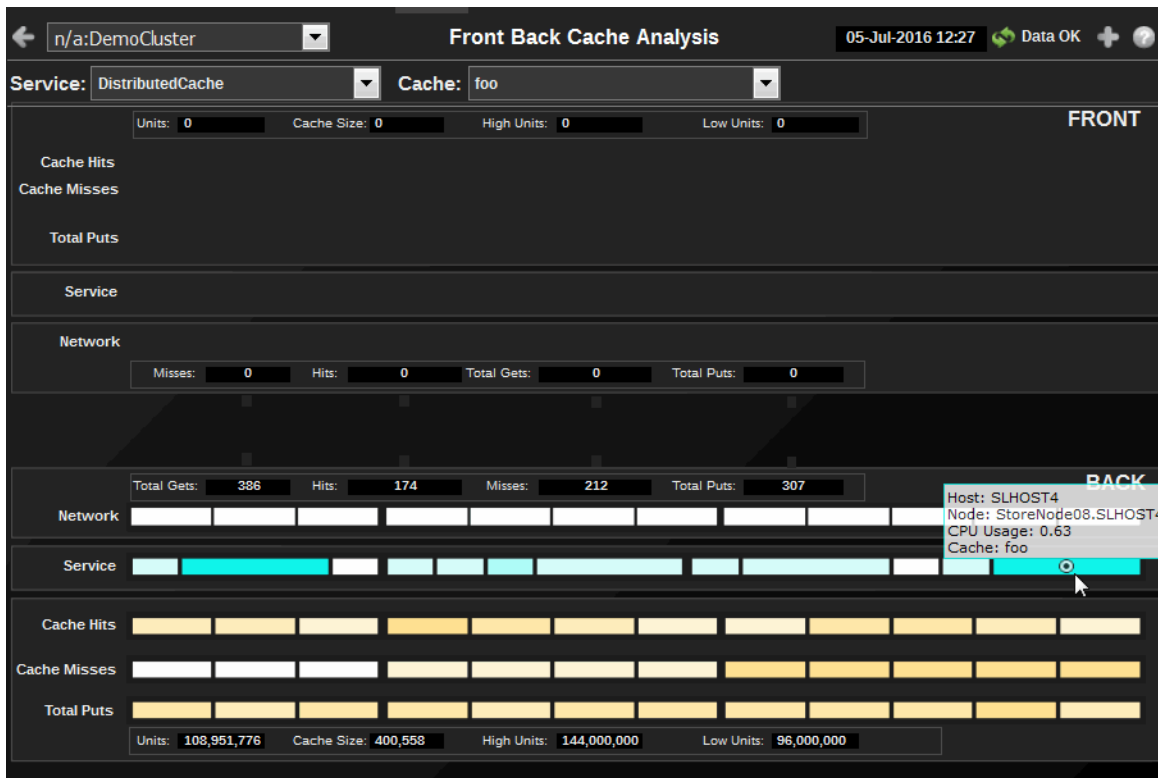 n/a:DemoCluster Front Back Cache Analysis 05-Jul-2016 12:27 Data OK ?
Service: DistributedCache Cache: foo
Units: 0 Cache Size: 0 High Units: 0 Low Units: 0 FRONT
Cache Hits
Cache Misses
Total Puts
Service
Network
Misses: 0 Hits: 0 Total Gets: 0 Total Puts: 0
Total Gets: 386 Hits: 174 Misses: 212 Total Puts: 307 BACK
Host: SLHOST4
Network Node: StoreNode08.SLHOST4
CPU Usage: 0.63
Cache: foo
Service
Cache Hits
Cache Misses
Total Puts
Units: 108,951,776 Cache Size: 400,558 High Units: 144,000,000 Low Units: 96,000,000